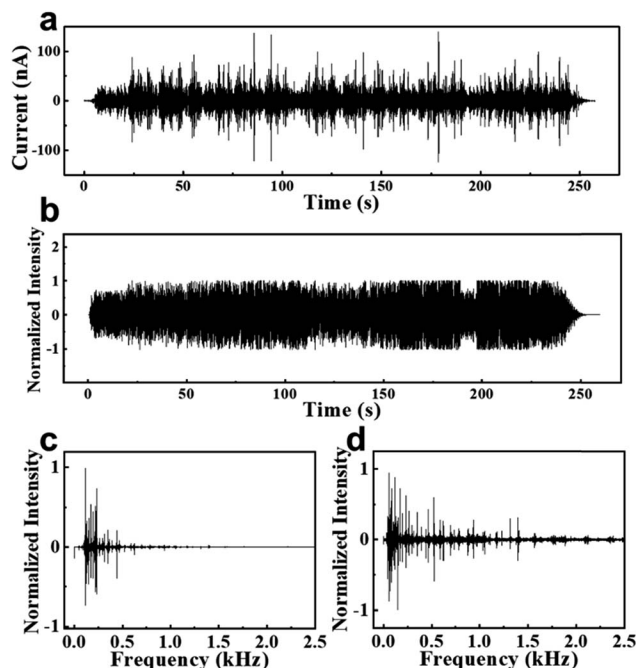 a
Current (nA)
100
0
-100
0 50 100 150 200 250
Time (s)
b
Normalized Intensity
2
1
0
-1
0 50 100 150 200 250
Time (s)
c
Normalized Intensity
1
0
-1
0.0 0.5 1.0 1.5 2.0 2.5
Frequency (kHz)
d
Normalized Intensity
1
0
-1
0.0 0.5 1.0 1.5 2.0 2.5
Frequency (kHz)